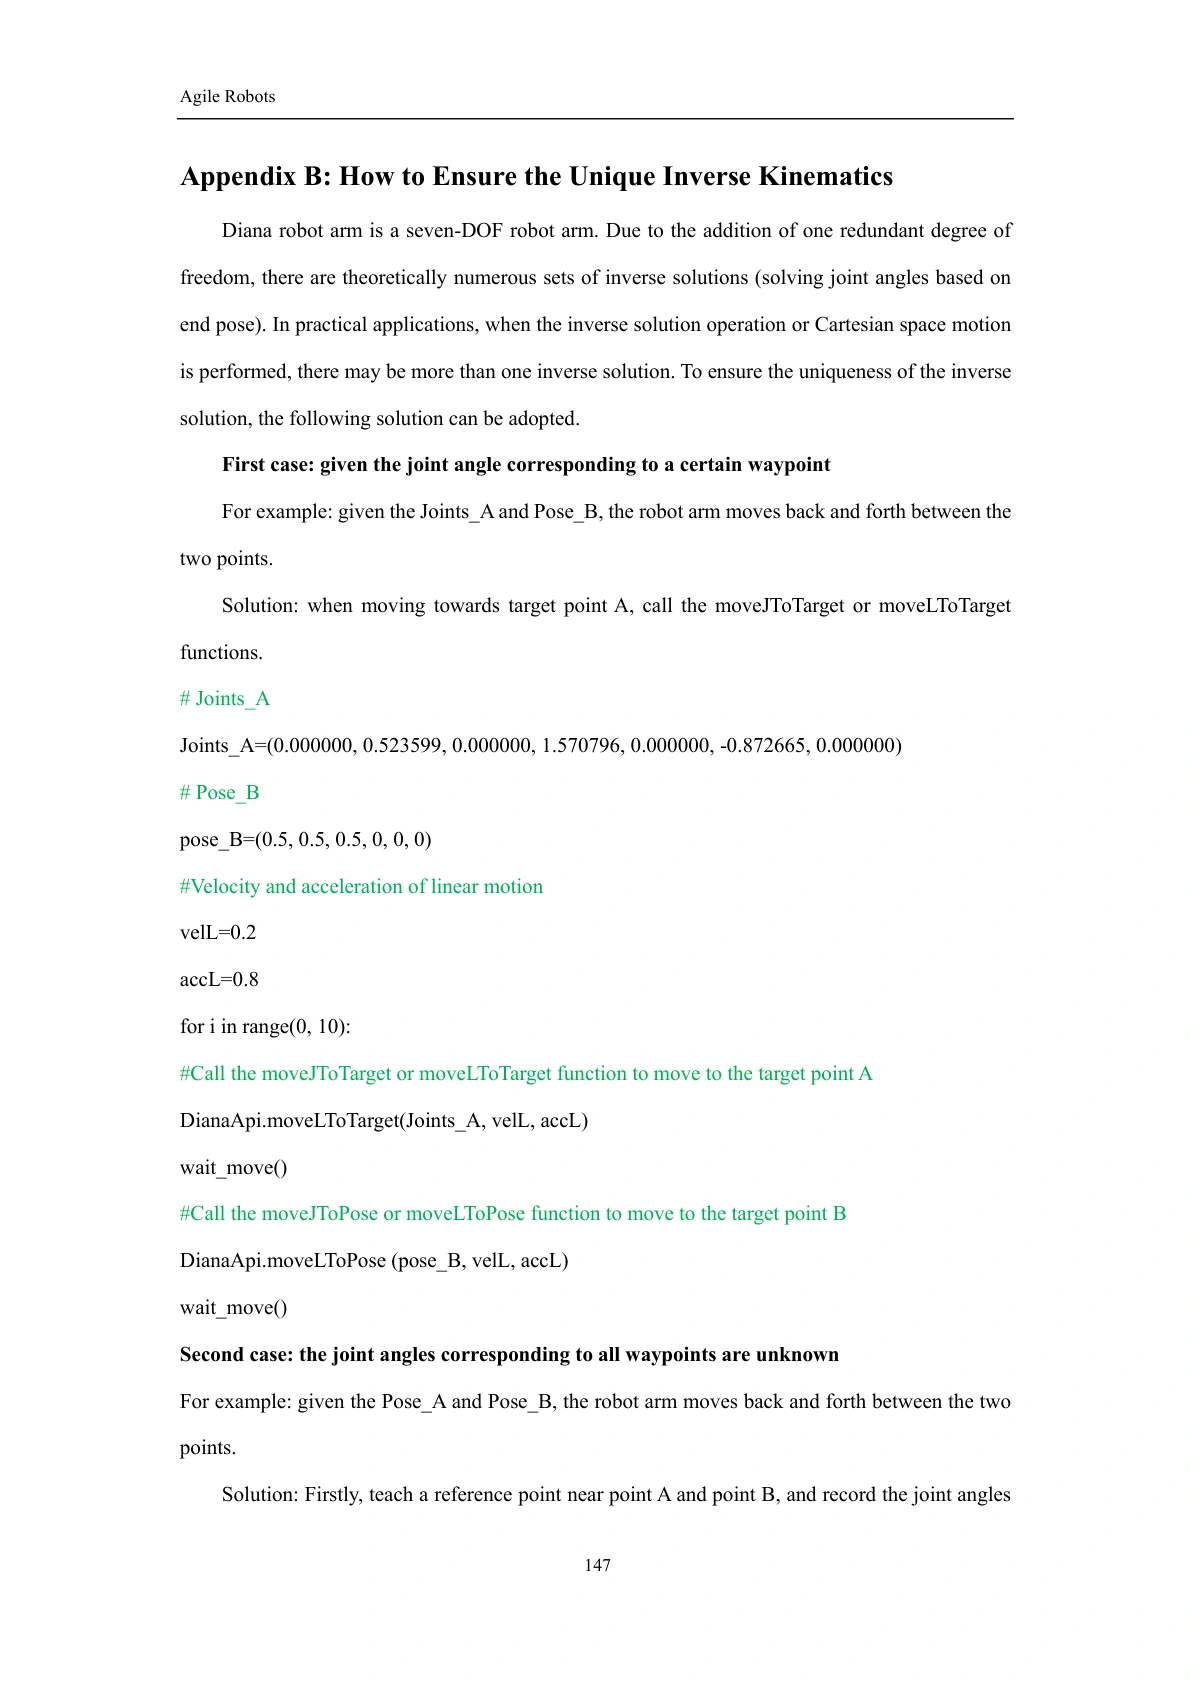 Agile Robots
Appendix B: How to Ensure the Unique Inverse Kinematics
Diana robot arm is a seven-DOF robot arm. Due to the addition of one redundant degree of
freedom, there are theoretically numerous sets of inverse solutions (solving joint angles based on
end pose). In practical applications, when the inverse solution operation or Cartesian space motion
is performed, there may be more than one inverse solution. To ensure the uniqueness of the inverse
solution, the following solution can be adopted.
First case: given the joint angle corresponding to a certain waypoint
For example: given the Joints_A and Pose_B, the robot arm moves back and forth between the
two points.
Solution: when moving towards target point A, call the moveJToTarget or moveLToTarget
functions.
# Joints_A
Joints_A=(0.000000, 0.523599, 0.000000, 1.570796, 0.000000, -0.872665, 0.000000)
# Pose_B
pose_B=(0.5, 0.5, 0.5, 0, 0, 0)
#Velocity and acceleration of linear motion
velL=0.2
accL=0.8
for i in range(0, 10):
#Call the moveJToTarget or moveLToTarget function to move to the target point A
DianaApi.moveLToTarget(Joints_A, velL, accL)
wait_move()
#Call the moveJToPose or moveLToPose function to move to the target point B
DianaApi.moveLToPose (pose_B, velL, accL)
wait_move()
Second case: the joint angles corresponding to all waypoints are unknown
For example: given the Pose_A and Pose_B, the robot arm moves back and forth between the two
points.
Solution: Firstly, teach a reference point near point A and point B, and record the joint angles
147